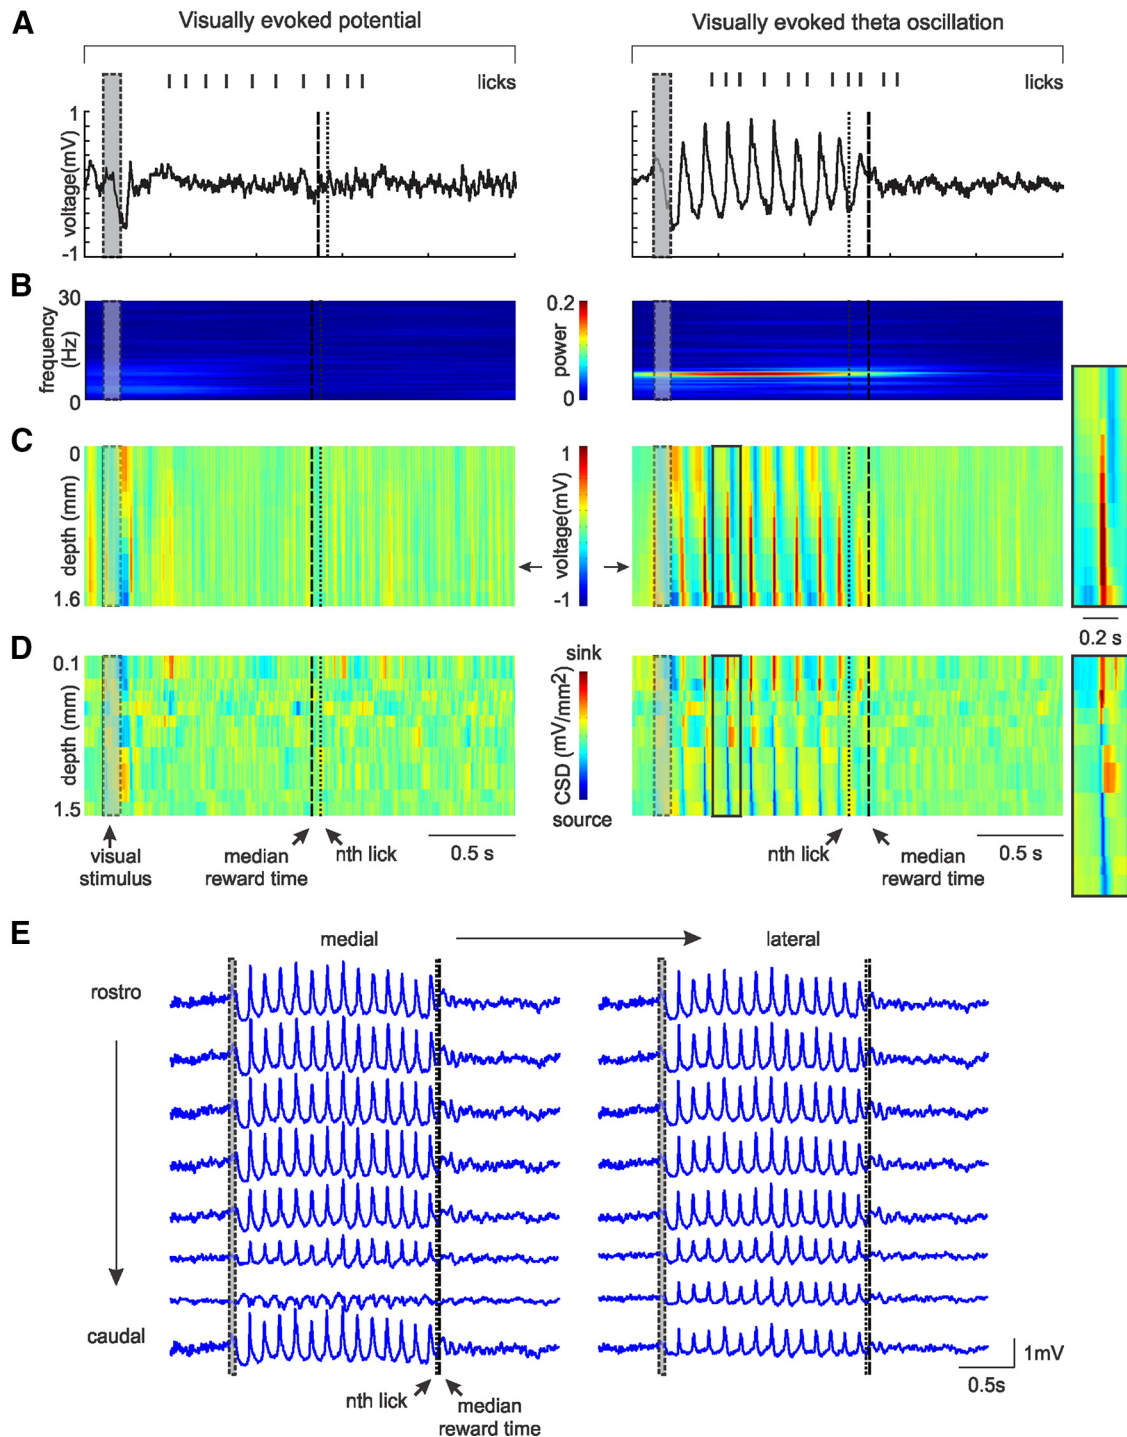 A
Visually evoked potential
Visually evoked theta oscillation
licks
licks
1
voltage(mV)
-1
B
30
frequency
(Hz)
0
0.2
power
0
C
0
depth (mm)
1.6
1
voltage(mV)
-1
0.2 s
D
0.1
depth (mm)
1.5
sink
CSD (mV/mm2)
source
visual
stimulus
median
reward time
nth lick
0.5 s
nth lick
median
reward time
0.5 s
E
medial
lateral
rostro
caudal
nth lick
median
reward time
1mV
0.5s